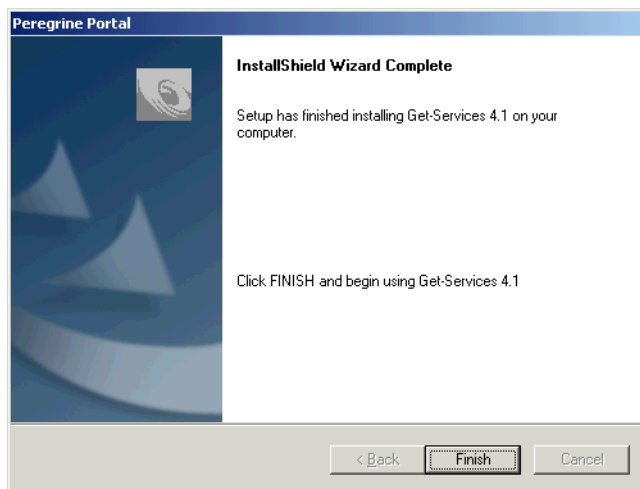 Peregrine Portal
InstallShield Wizard Complete
Setup has finished installing Get-Services 4.1 on your
computer.
Click FINISH and begin using Get-Services 4.1
< Back
Finish
Cancel